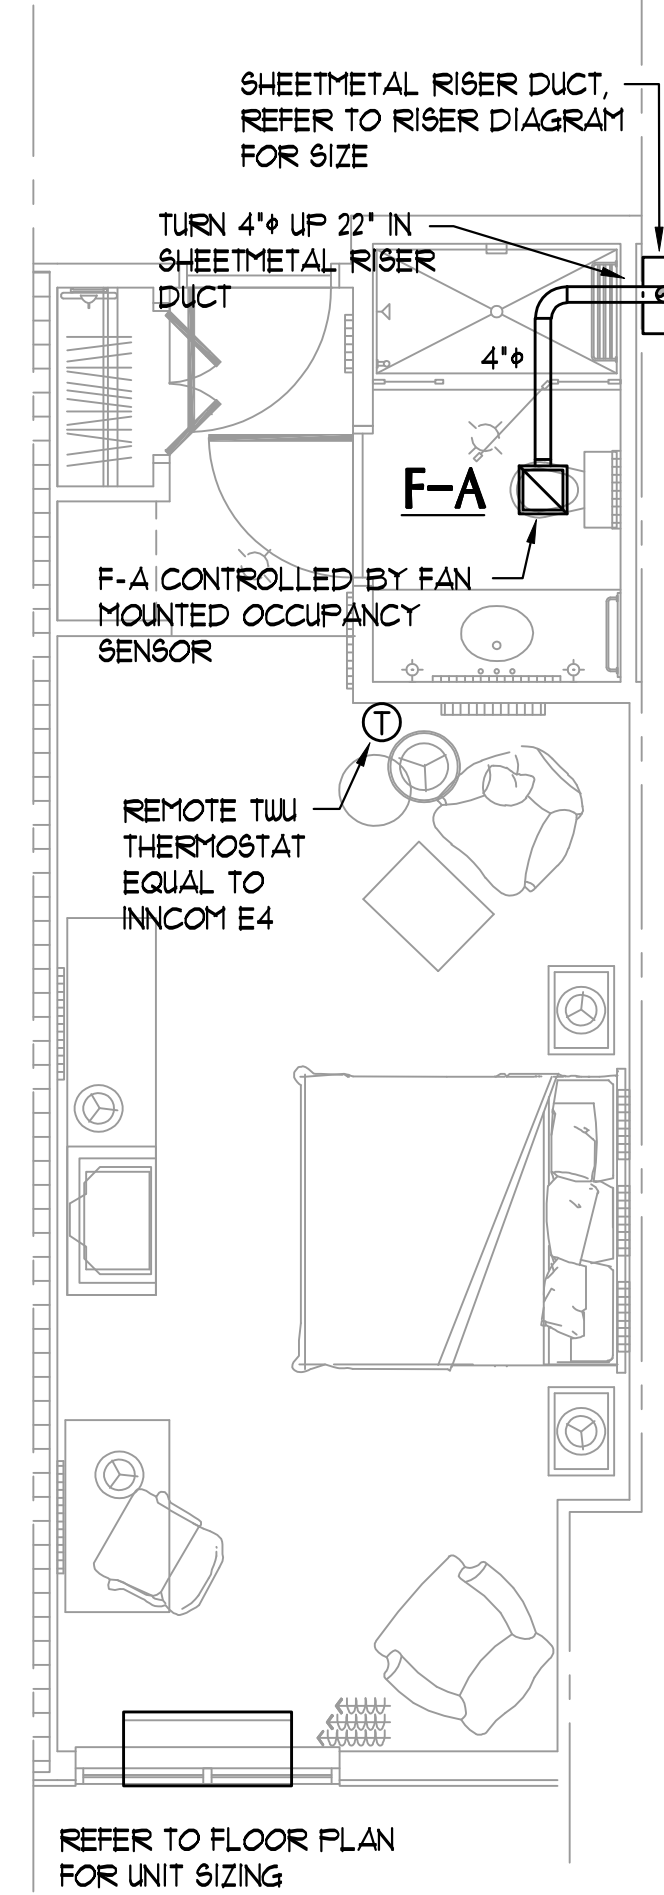 SHEETMETAL RISER DUCT,
REFER TO RISER DIAGRAM
FOR SIZE
TURN 4"ϕ UP 22" IN
SHEETMETAL RISER
DUCT
4"ϕ
F-A
F-A CONTROLLED BY FAN
MOUNTED OCCUPANCY
SENSOR
T
REMOTE TWU
THERMOSTAT
EQUAL TO
INNCOM E4
REFER TO FLOOR PLAN
FOR UNIT SIZING